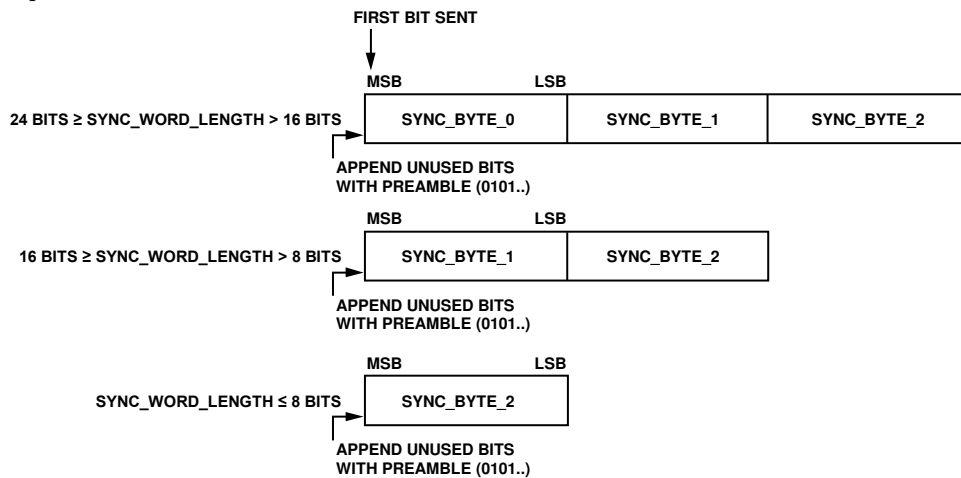 FIRST BIT SENT
MSB LSB
24 BITS ≥ SYNC_WORD_LENGTH > 16 BITS SYNC_BYTE_0 SYNC_BYTE_1 SYNC_BYTE_2
APPEND UNUSED BITS
WITH PREAMBLE (0101..)
MSB LSB
16 BITS ≥ SYNC_WORD_LENGTH > 8 BITS SYNC_BYTE_1 SYNC_BYTE_2
APPEND UNUSED BITS
WITH PREAMBLE (0101..)
MSB LSB
SYNC_WORD_LENGTH ≤ 8 BITS SYNC_BYTE_2
APPEND UNUSED BITS
WITH PREAMBLE (0101..)